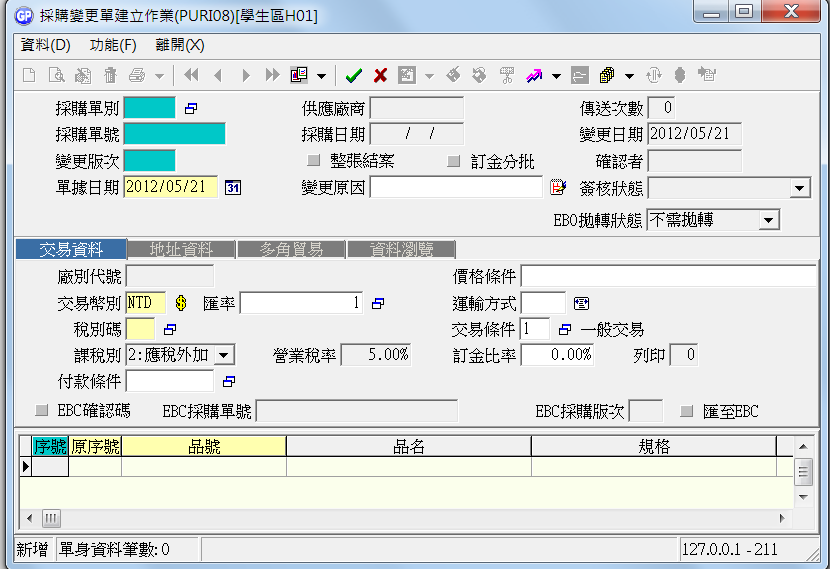 GP 採購變更單建立作業(PURI08)[學生區H01]
資料(D) 功能(F) 離開(X)
採購單別 供應廠商 傳送次數 0
採購單號 採購日期 / / 變更日期 2012/05/21
變更版次 整張結案 訂金分批 確認者
單據日期 2012/05/21 31 變更原因 簽核狀態
EBO拋轉狀態 不需拋轉
交易資料 地址資料 多角貿易 資料瀏覽
廠別代號 價格條件
交易幣別 NTD $ 匯率 1 運輸方式
稅別碼 交易條件 1 一般交易
課稅別 2:應稅外加 營業稅率 5.00% 訂金比率 0.00% 列印 0
付款條件
EBC確認碼 EBC採購單號 EBC採購版次 匯至EBC
序號 原序號 品號 品名 規格
新增 單身資料筆數: 0 127.0.0.1 - 211